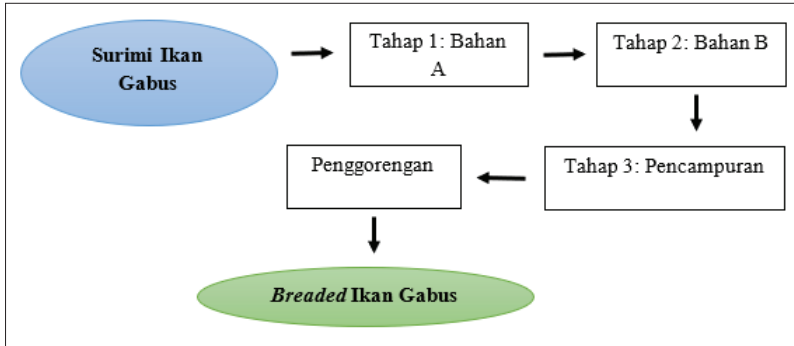 Surimi Ikan
Gabus
Tahap 1: Bahan
A
Tahap 2: Bahan B
Tahap 3: Pencampuran
Penggorengan
Breaded Ikan Gabus